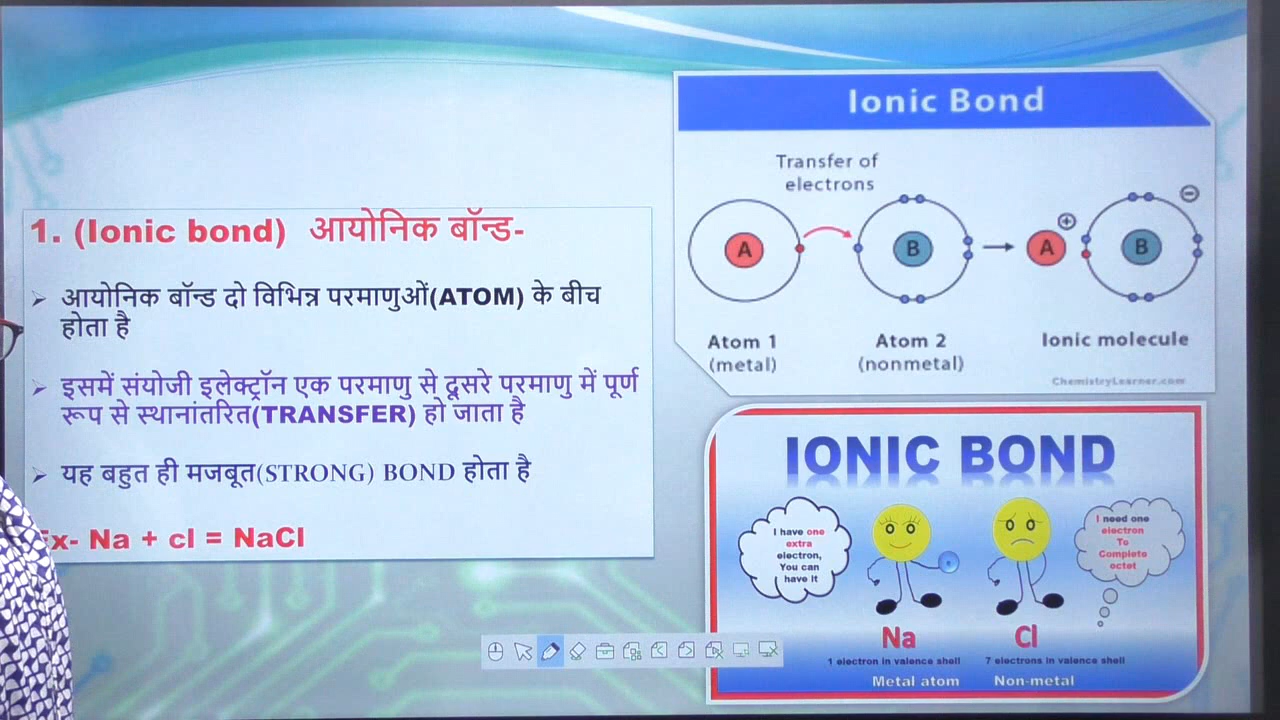 1. (Ionic bond) आयोनिक बॉन्ड-
आयोनिक बॉन्ड दो विभिन्न परमाणुओं(ATOM) के बीच
होता है
इसमें संयोजी इलेक्ट्रॉन एक परमाणु से दूसरे परमाणु में पूर्ण
रूप से स्थानांतरित(TRANSFER) हो जाता है
यह बहुत ही मजबूत(STRONG) BOND होता है
Ex- Na + cl = NaCl
Ionic Bond
Transfer of
electrons
A
B
A
+
B
−
Atom 1
(metal)
Atom 2
(nonmetal)
Ionic molecule
ChemistryLearner.com
IONIC BOND
I have one
extra
electron,
You can
have it
I need one
electron
To
Complete
octet
Na
Cl
1 electron in valence shell
7 electrons in valence shell
Metal atom
Non-metal